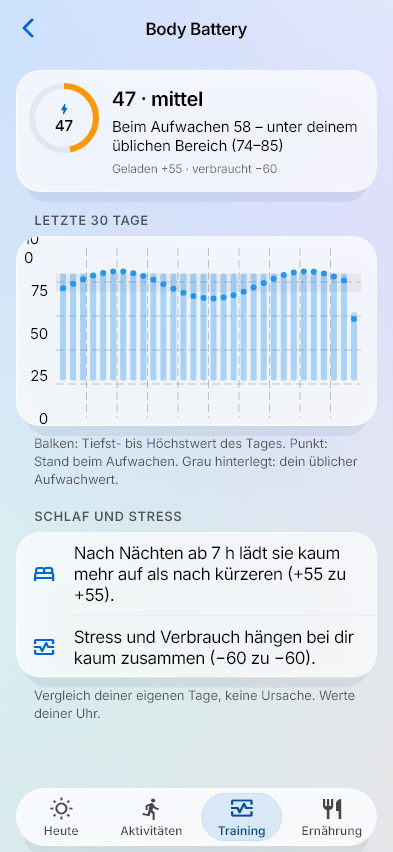 Body Battery
47
47 · mittel
Beim Aufwachen 58 – unter deinem
üblichen Bereich (74–85)
Geladen +55 · verbraucht −60
LETZTE 30 TAGE
10
0
75
50
25
0
Balken: Tiefst- bis Höchstwert des Tages. Punkt:
Stand beim Aufwachen. Grau hinterlegt: dein üblicher
Aufwachwert.
SCHLAF UND STRESS
Nach Nächten ab 7 h lädt sie kaum
mehr auf als nach kürzeren (+55 zu
+55).
Stress und Verbrauch hängen bei dir
kaum zusammen (−60 zu −60).
Vergleich deiner eigenen Tage, keine Ursache. Werte
deiner Uhr.
Heute
Aktivitäten
Training
Ernährung